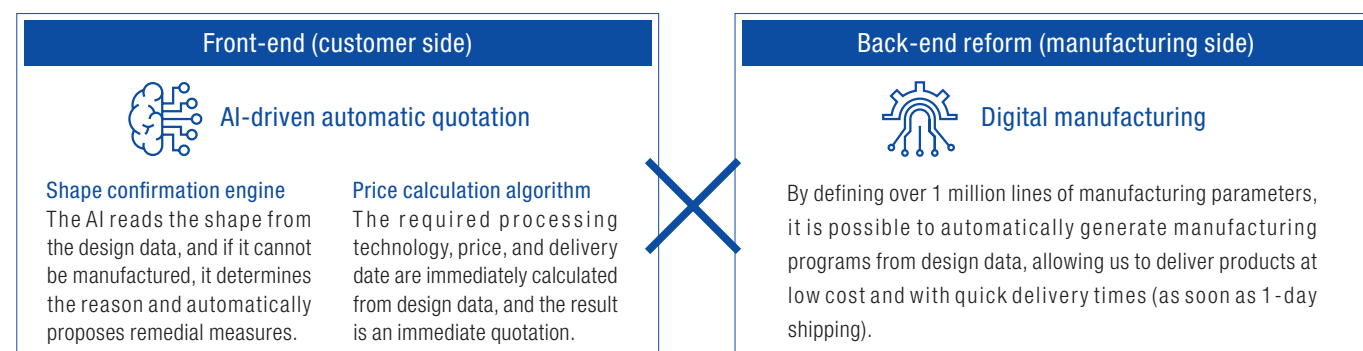 Front-end (customer side)
AI-driven automatic quotation
Shape confirmation engine
The AI reads the shape from
the design data, and if it cannot
be manufactured, it determines
the reason and automatically
proposes remedial measures.
Price calculation algorithm
The required processing
technology, price, and delivery
date are immediately calculated
from design data, and the result
is an immediate quotation.
Back-end reform (manufacturing side)
Digital manufacturing
By defining over 1 million lines of manufacturing parameters,
it is possible to automatically generate manufacturing
programs from design data, allowing us to deliver products at
low cost and with quick delivery times (as soon as 1-day
shipping).